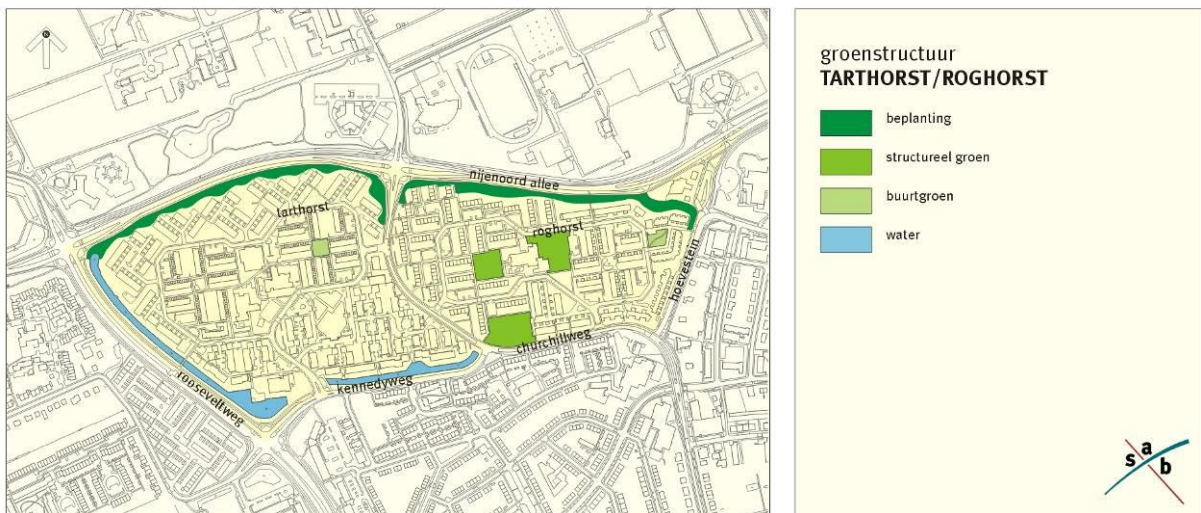 N
nijenoord allee
tarthorst
roghorst
hoevestein
churchillweg
kennedyweg
rooseveltweg
groenstructuur
TARTHORST/ROGHORST
beplanting
structureel groen
buurtgroen
water
s a b